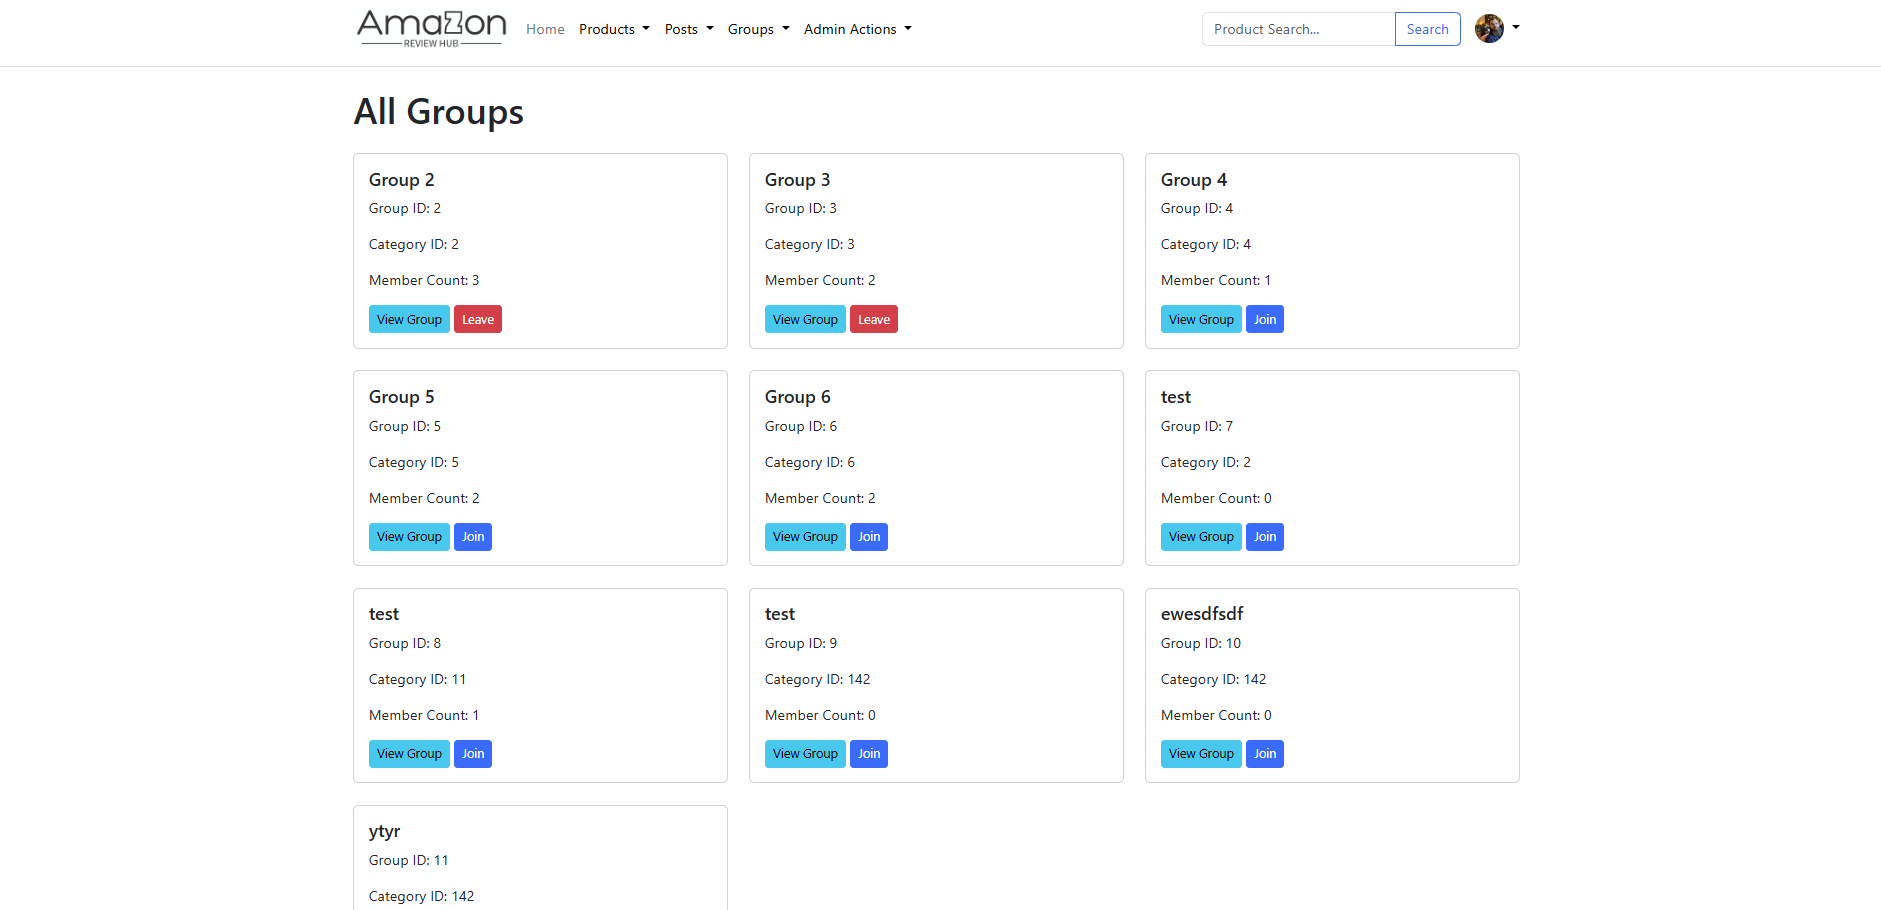 Amazon
REVIEW HUB
Home Products Posts Groups Admin Actions Product Search... Search
All Groups
Group 2
Group ID: 2
Category ID: 2
Member Count: 3
View Group Leave
Group 3
Group ID: 3
Category ID: 3
Member Count: 2
View Group Leave
Group 4
Group ID: 4
Category ID: 4
Member Count: 1
View Group Join
Group 5
Group ID: 5
Category ID: 5
Member Count: 2
View Group Join
Group 6
Group ID: 6
Category ID: 6
Member Count: 2
View Group Join
test
Group ID: 7
Category ID: 2
Member Count: 0
View Group Join
test
Group ID: 8
Category ID: 11
Member Count: 1
View Group Join
test
Group ID: 9
Category ID: 142
Member Count: 0
View Group Join
ewesdfsdf
Group ID: 10
Category ID: 142
Member Count: 0
View Group Join
ytyr
Group ID: 11
Category ID: 142